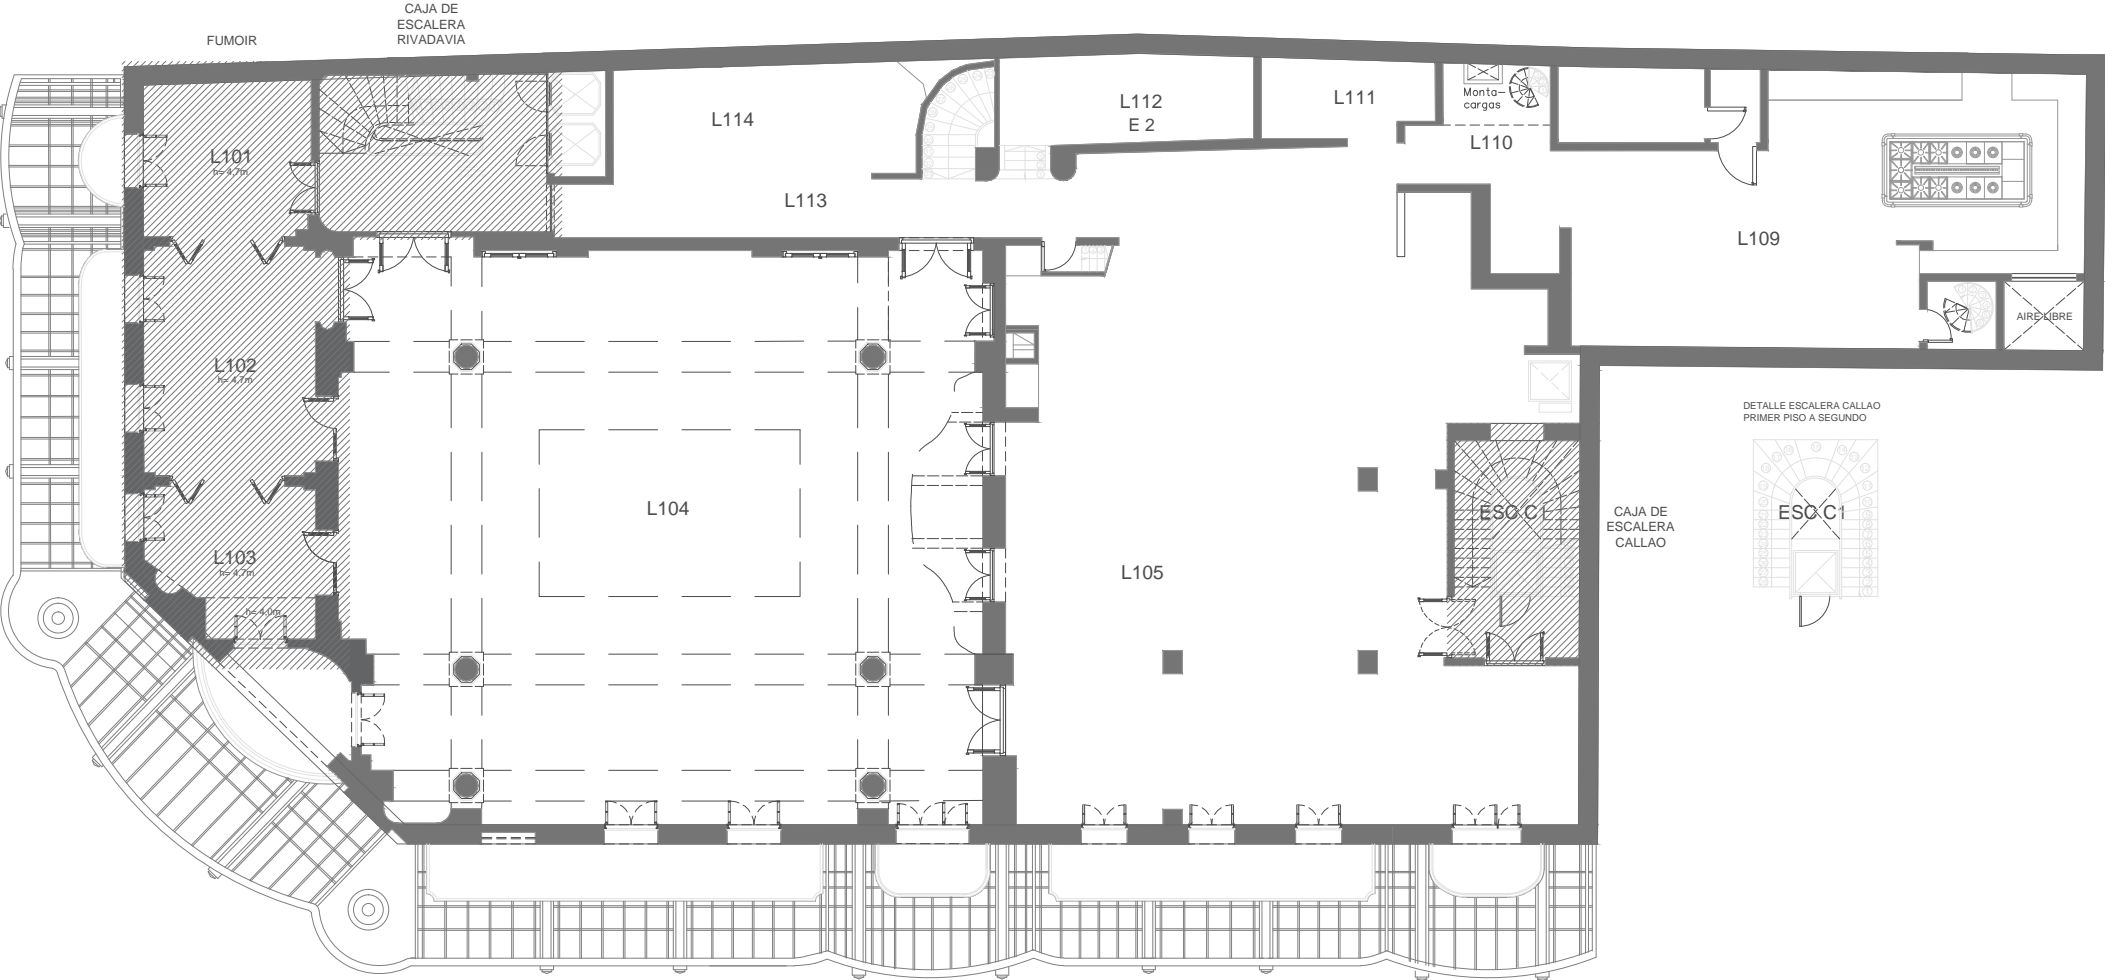 CAJA DE
ESCALERA
RIVADAVIA
FUMOIR
L101
h= 4,7m
L114
L112
E 2
L111
Monta-
cargas
L110
L113
L109
AIRE LIBRE
L102
h= 4,7m
DETALLE ESCALERA CALLAO
PRIMER PISO A SEGUNDO
L104
ESC C1
CAJA DE
ESCALERA
CALLAO
ESC C1
L103
h= 4,7m
L105
h= 4,0m